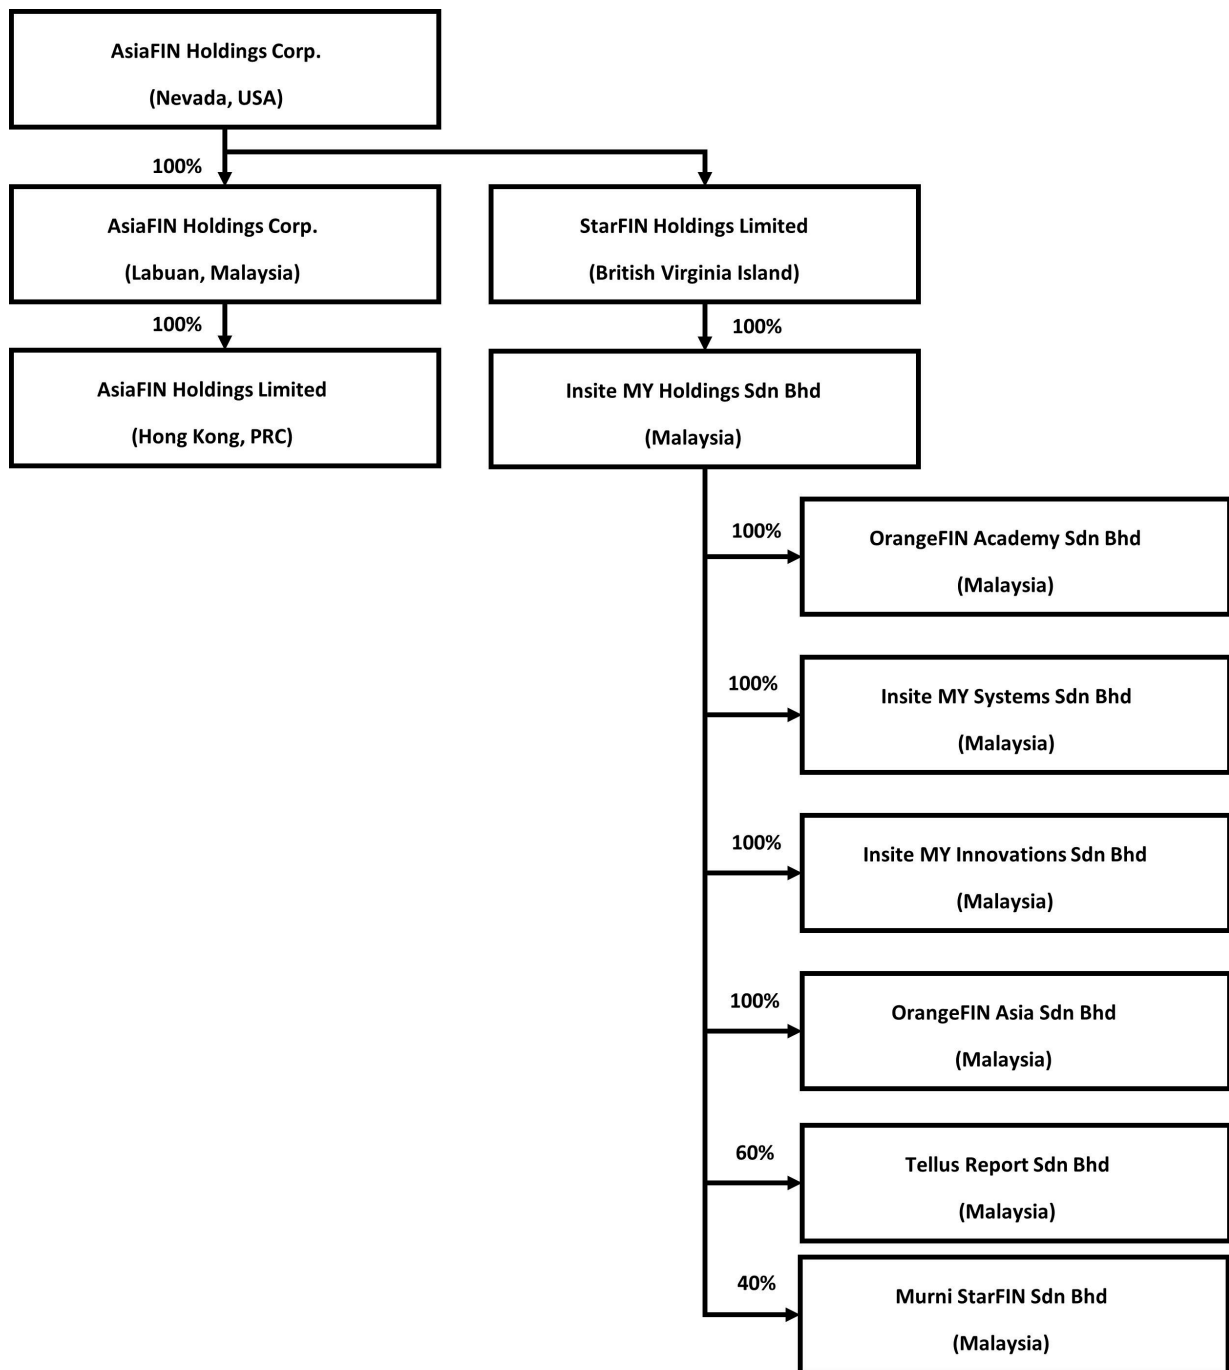 AsiaFIN Holdings Corp.
(Nevada, USA)
100%
AsiaFIN Holdings Corp.
(Labuan, Malaysia)
StarFIN Holdings Limited
(British Virginia Island)
100%
100%
AsiaFIN Holdings Limited
(Hong Kong, PRC)
Insite MY Holdings Sdn Bhd
(Malaysia)
100%
OrangeFIN Academy Sdn Bhd
(Malaysia)
100%
Insite MY Systems Sdn Bhd
(Malaysia)
100%
Insite MY Innovations Sdn Bhd
(Malaysia)
100%
OrangeFIN Asia Sdn Bhd
(Malaysia)
60%
Tellus Report Sdn Bhd
(Malaysia)
40%
Murni StarFIN Sdn Bhd
(Malaysia)